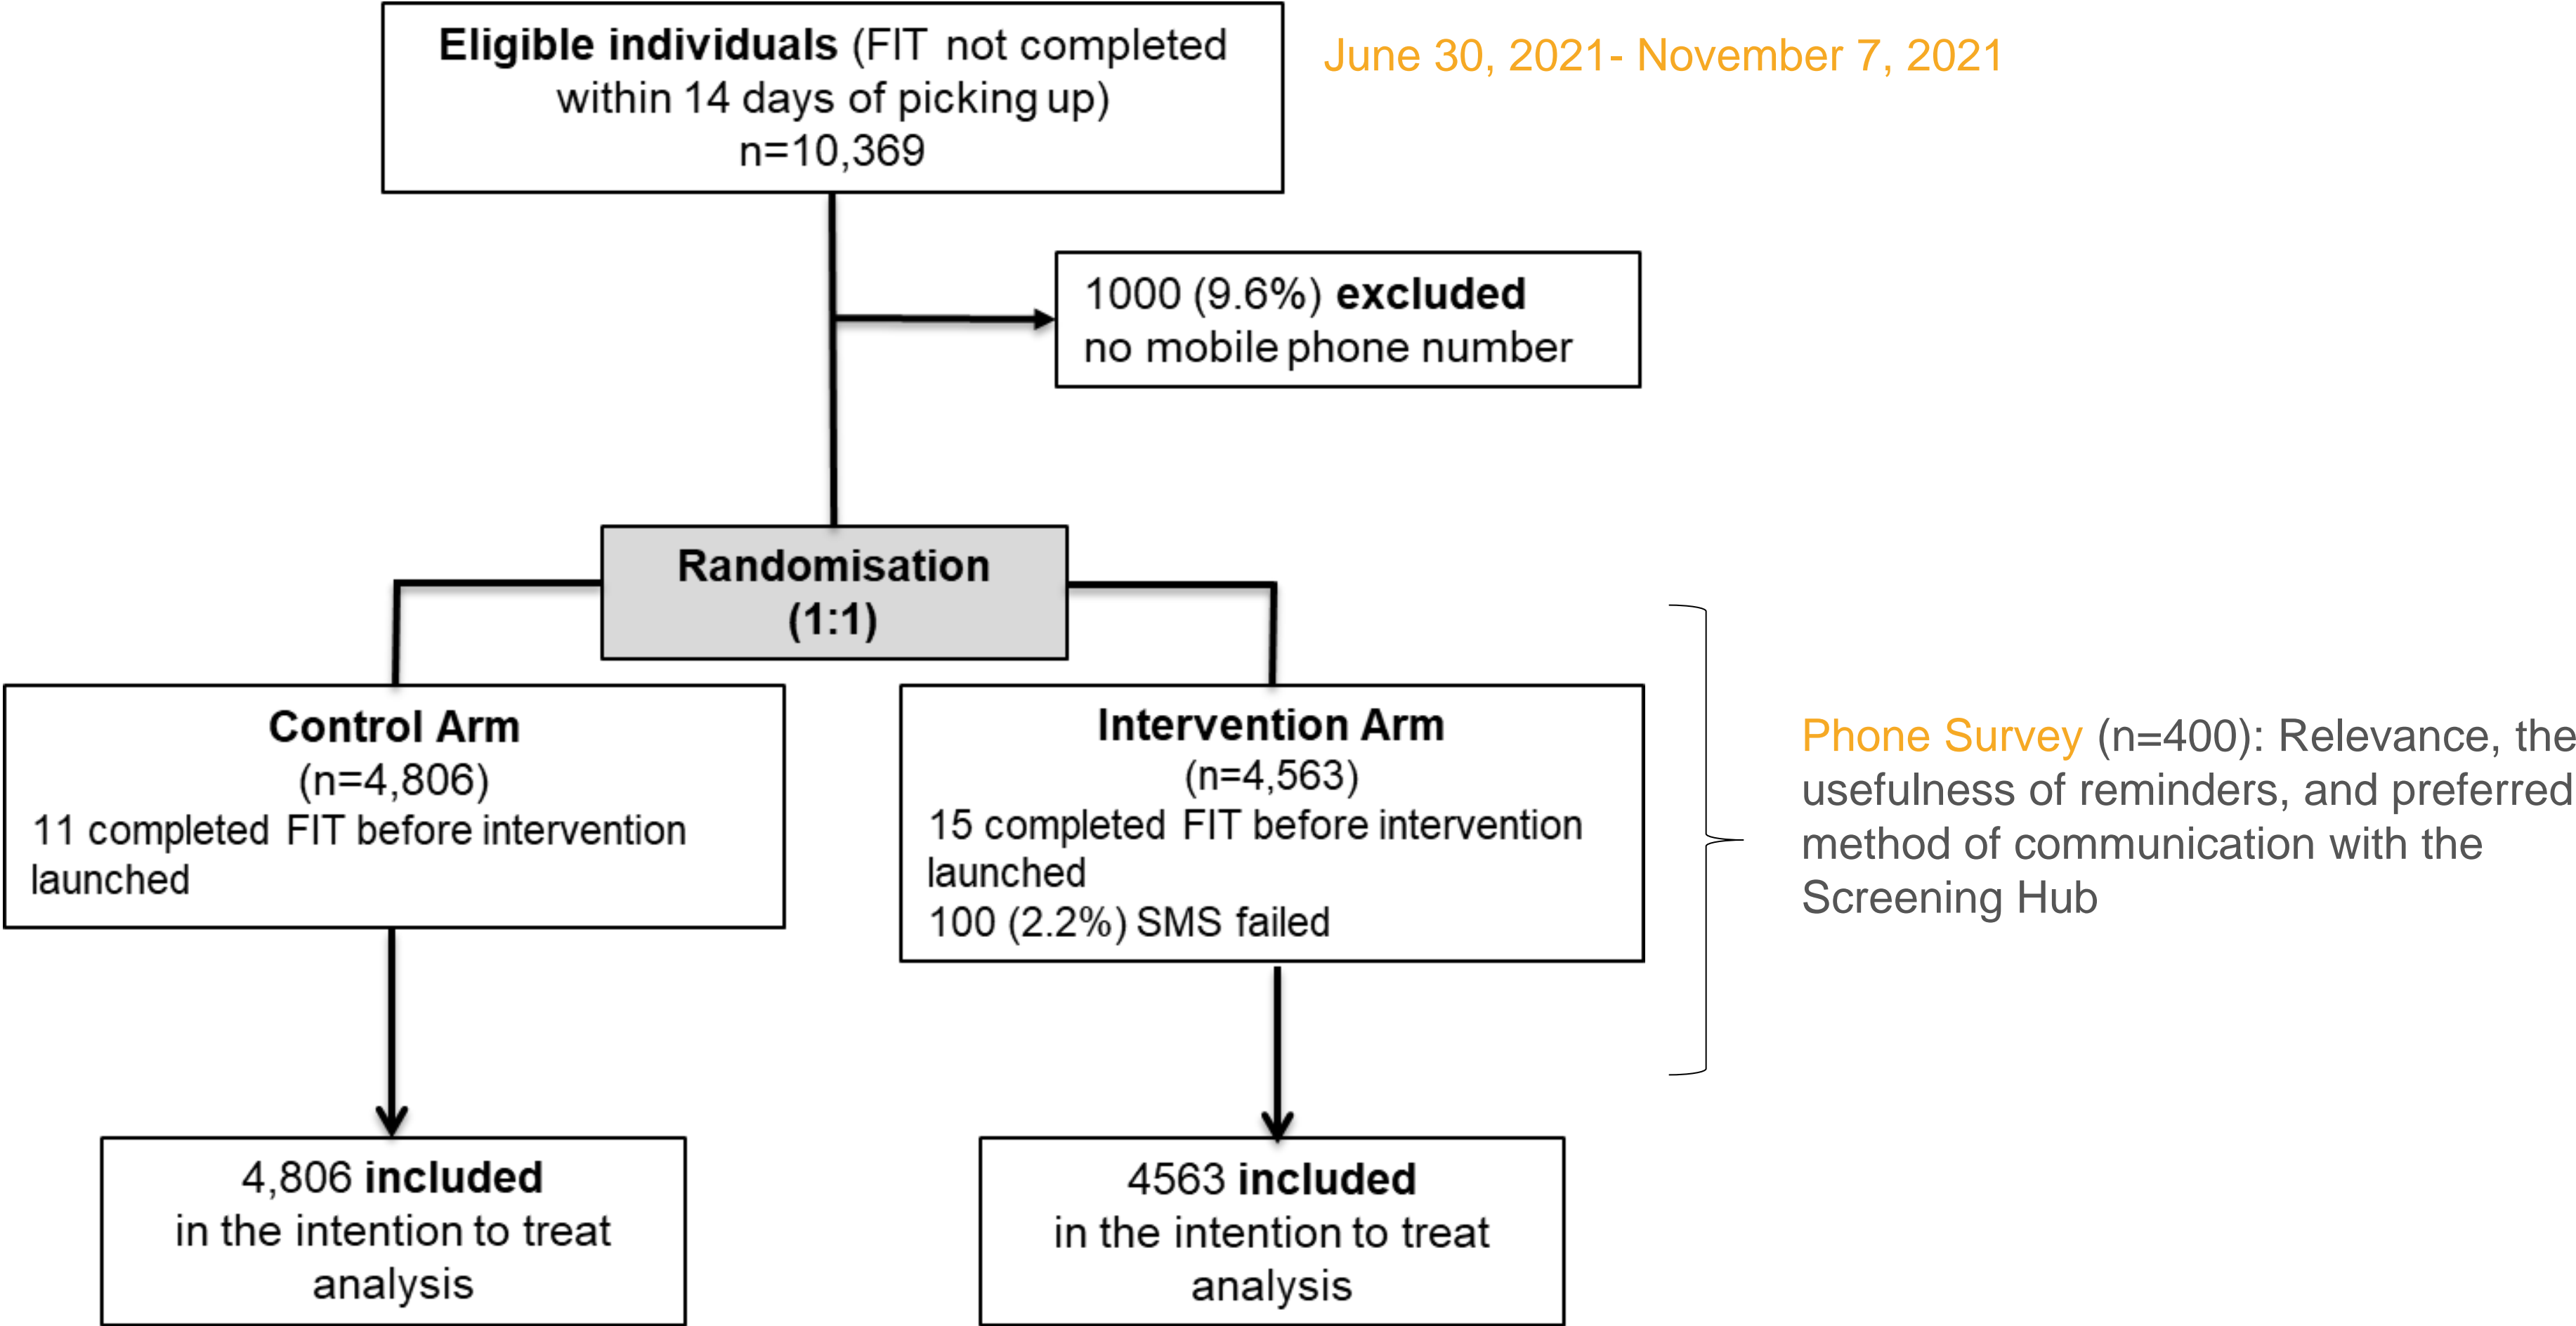 Eligible individuals (FIT not completed
within 14 days of picking up)
n=10,369
June 30, 2021- November 7, 2021
1000 (9.6%) excluded
no mobile phone number
Randomisation
(1:1)
Control Arm
(n=4,806)
11 completed FIT before intervention
launched
Intervention Arm
(n=4,563)
15 completed FIT before intervention
launched
100 (2.2%) SMS failed
Phone Survey (n=400): Relevance, the
usefulness of reminders, and preferred
method of communication with the
Screening Hub
4,806 included
in the intention to treat
analysis
4563 included
in the intention to treat
analysis